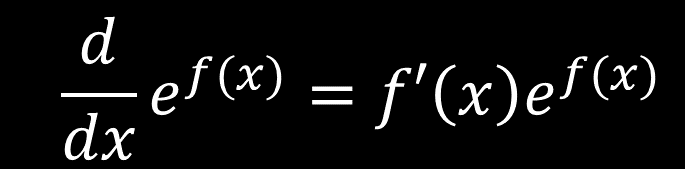 d/dx e^{f(x)} = f′(x)e^{f(x)}